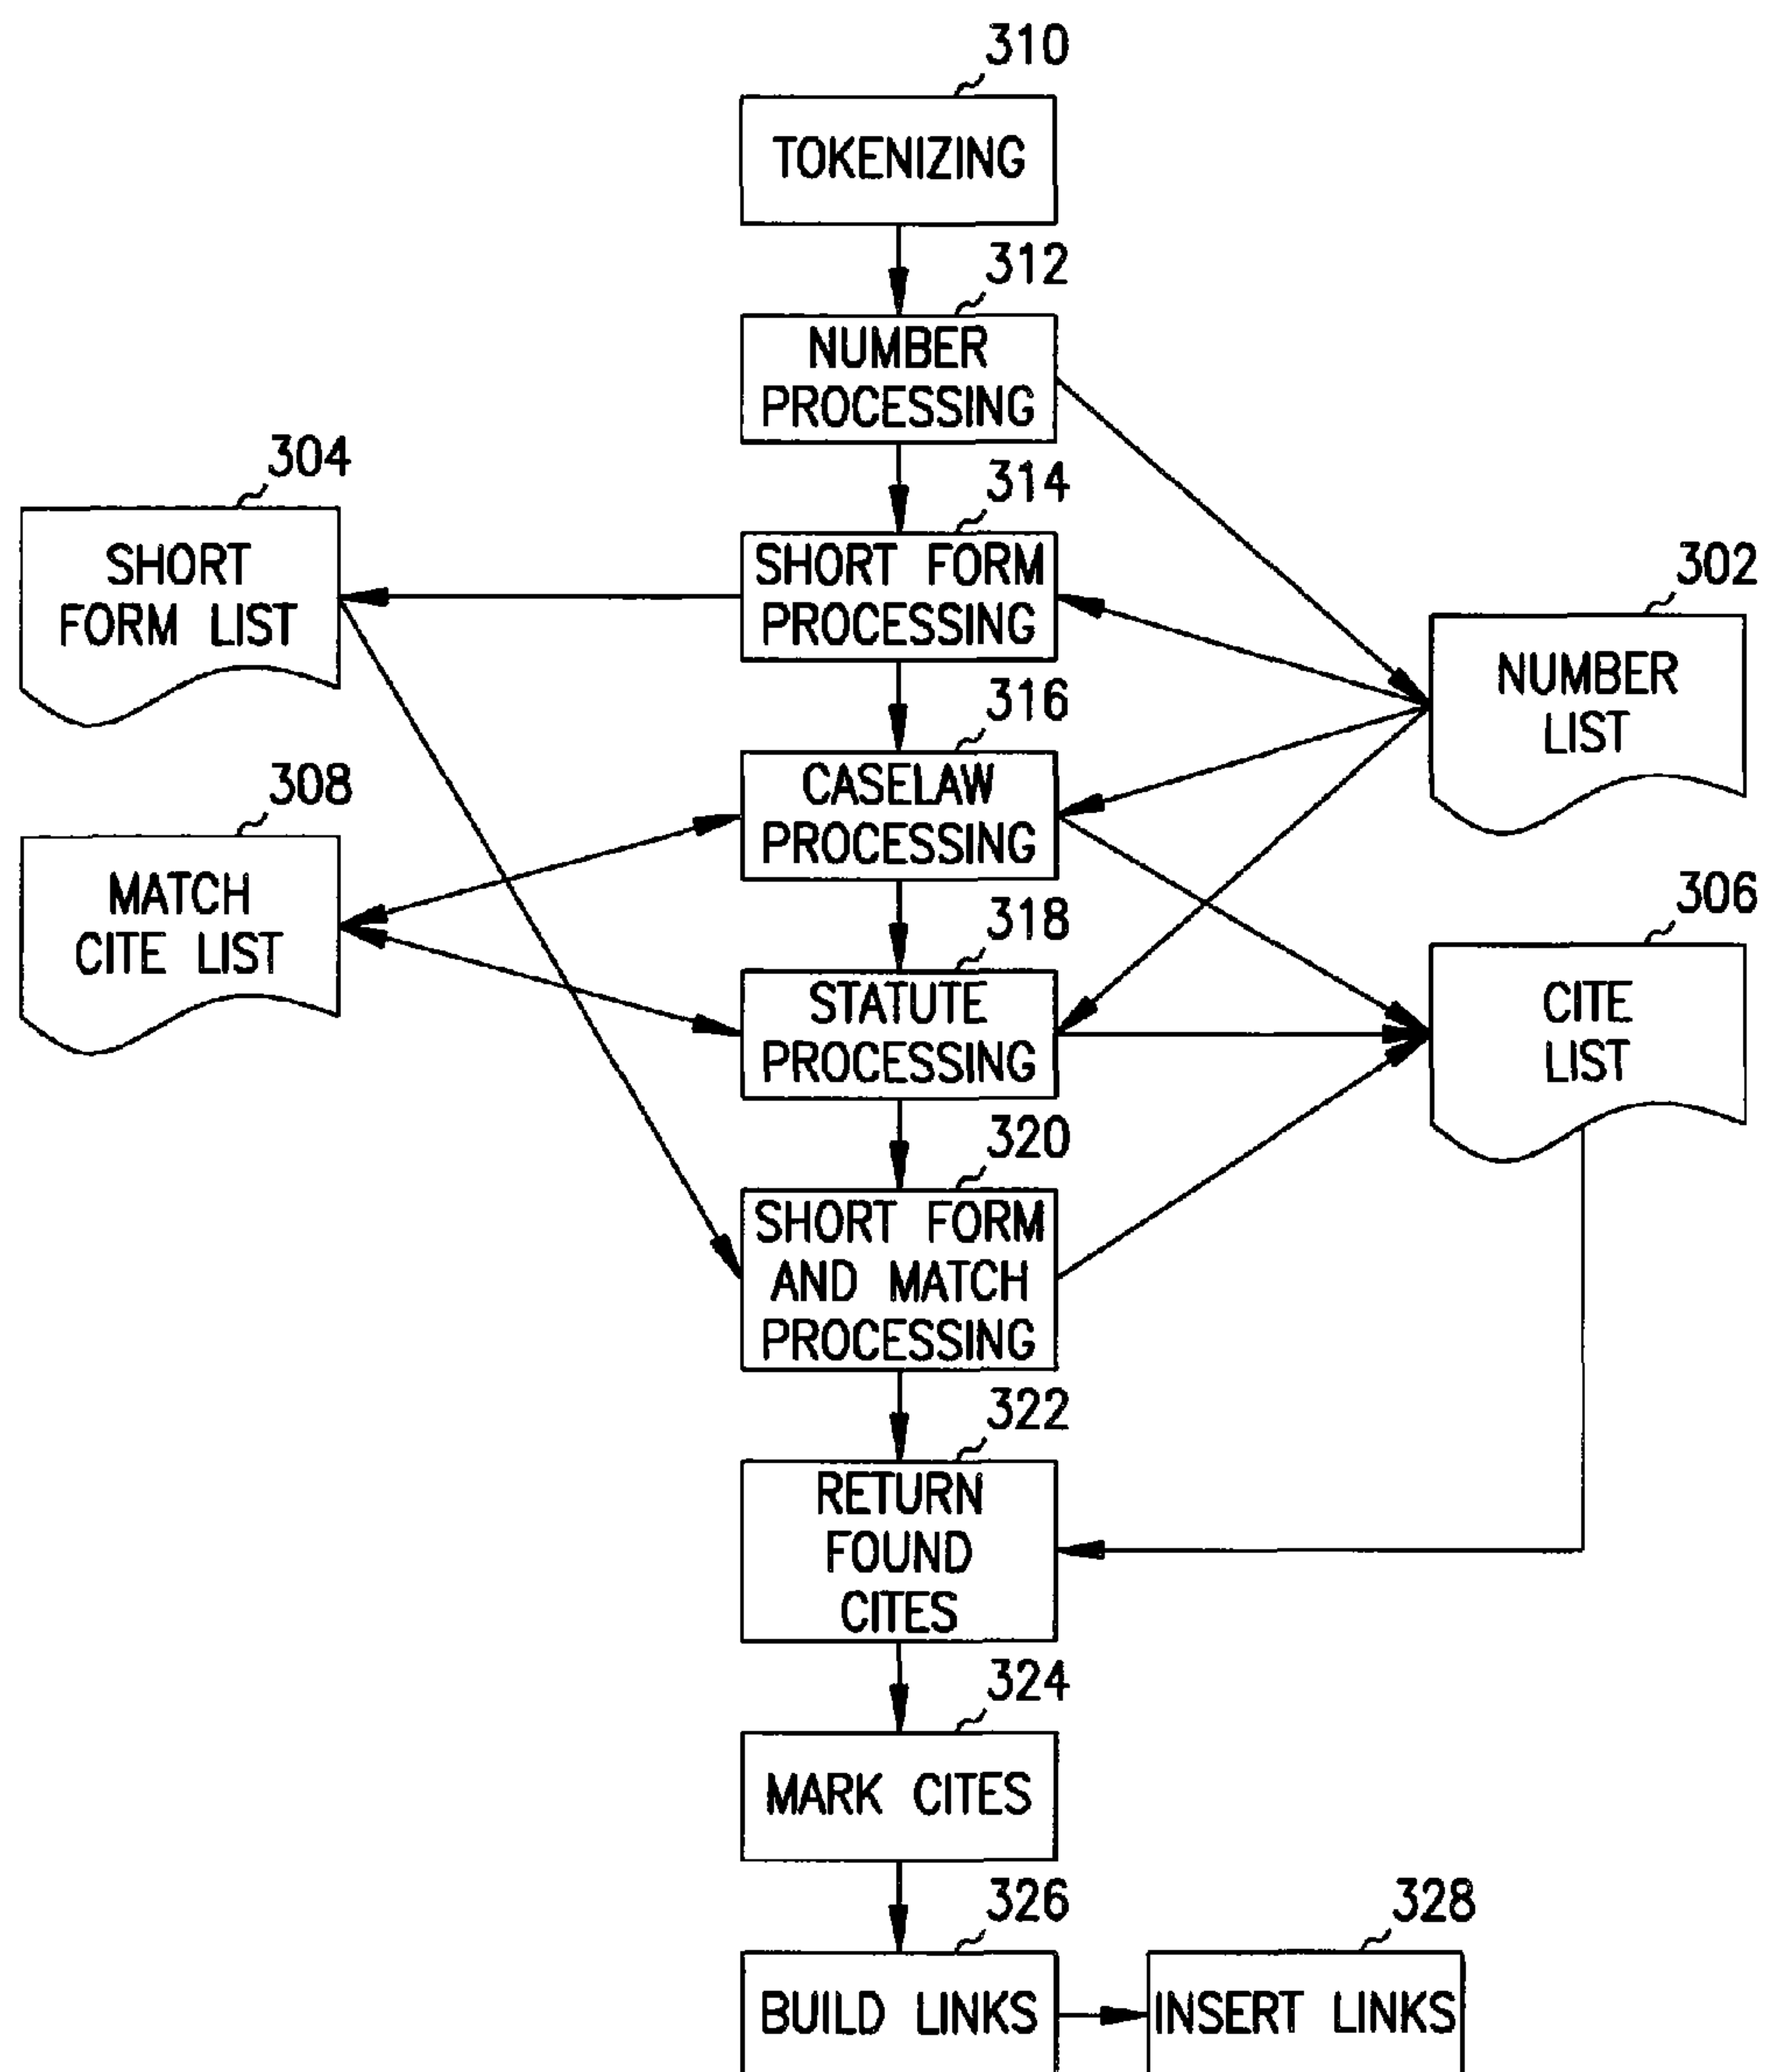 310
TOKENIZING
312
NUMBER
PROCESSING
304
SHORT
FORM LIST
314
SHORT FORM
PROCESSING
302
NUMBER
LIST
308
MATCH
CITE LIST
316
CASELAW
PROCESSING
306
CITE
LIST
318
STATUTE
PROCESSING
320
SHORT FORM
AND MATCH
PROCESSING
322
RETURN
FOUND
CITES
324
MARK CITES
326
BUILD LINKS
328
INSERT LINKS